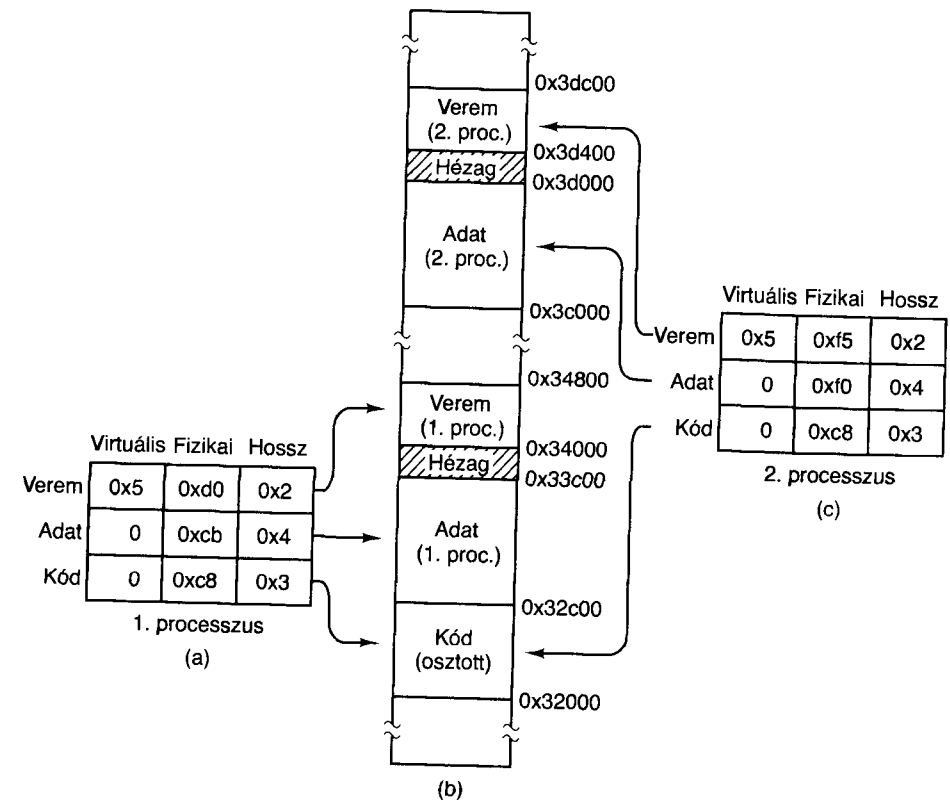 0x3dc00
Verem
(2. proc.)
0x3d400
Hézag
0x3d000
Adat
(2. proc.)
0x3c000
0x34800
Verem
(1. proc.)
0x34000
Hézag
0x33c00
Adat
(1. proc.)
0x32c00
Kód
(osztott)
0x32000
(b)
Virtuális Fizikai Hossz
Verem 0x5 0xd0 0x2
Adat 0 0xcb 0x4
Kód 0 0xc8 0x3
1. processzus
(a)
Virtuális Fizikai Hossz
Verem 0x5 0xf5 0x2
Adat 0 0xf0 0x4
Kód 0 0xc8 0x3
2. processzus
(c)